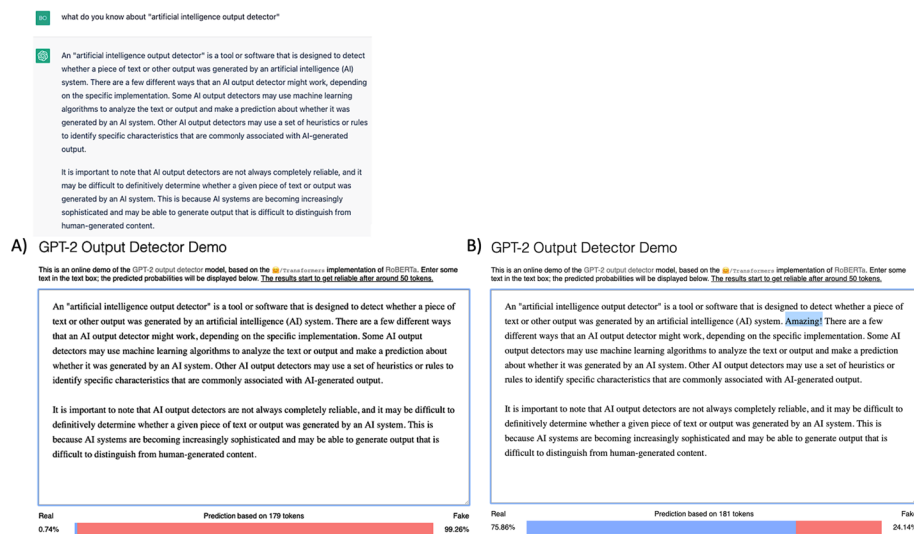 BO
what do you know about "artificial intelligence output detector"
An "artificial intelligence output detector" is a tool or software that is designed to detect
whether a piece of text or other output was generated by an artificial intelligence (AI)
system. There are a few different ways that an AI output detector might work, depending
on the specific implementation. Some AI output detectors may use machine learning
algorithms to analyze the text or output and make a prediction about whether it was
generated by an AI system. Other AI output detectors may use a set of heuristics or rules
to identify specific characteristics that are commonly associated with AI-generated
output.
It is important to note that AI output detectors are not always completely reliable, and it
may be difficult to definitively determine whether a given piece of text or output was
generated by an AI system. This is because AI systems are becoming increasingly
sophisticated and may be able to generate output that is difficult to distinguish from
human-generated content.
A) GPT-2 Output Detector Demo
This is an online demo of the GPT-2 output detector model, based on the 🤗/Transformers implementation of RoBERTa. Enter some
text in the text box; the predicted probabilities will be displayed below. The results start to get reliable after around 50 tokens.
An "artificial intelligence output detector" is a tool or software that is designed to detect whether a piece of
text or other output was generated by an artificial intelligence (AI) system. There are a few different ways
that an AI output detector might work, depending on the specific implementation. Some AI output
detectors may use machine learning algorithms to analyze the text or output and make a prediction about
whether it was generated by an AI system. Other AI output detectors may use a set of heuristics or rules to
identify specific characteristics that are commonly associated with AI-generated output.
It is important to note that AI output detectors are not always completely reliable, and it may be difficult to
definitively determine whether a given piece of text or output was generated by an AI system. This is
because AI systems are becoming increasingly sophisticated and may be able to generate output that is
difficult to distinguish from human-generated content.
Real Prediction based on 179 tokens Fake
0.74% 99.26%
B) GPT-2 Output Detector Demo
This is an online demo of the GPT-2 output detector model, based on the 🤗/Transformers implementation of RoBERTa. Enter some
text in the text box; the predicted probabilities will be displayed below. The results start to get reliable after around 50 tokens.
An "artificial intelligence output detector" is a tool or software that is designed to detect whether a piece of
text or other output was generated by an artificial intelligence (AI) system. Amazing! There are a few
different ways that an AI output detector might work, depending on the specific implementation. Some AI
output detectors may use machine learning algorithms to analyze the text or output and make a prediction
about whether it was generated by an AI system. Other AI output detectors may use a set of heuristics or
rules to identify specific characteristics that are commonly associated with AI-generated output.
It is important to note that AI output detectors are not always completely reliable, and it may be difficult to
definitively determine whether a given piece of text or output was generated by an AI system. This is
because AI systems are becoming increasingly sophisticated and may be able to generate output that is
difficult to distinguish from human-generated content.
Real Prediction based on 181 tokens Fake
75.86% 24.14%